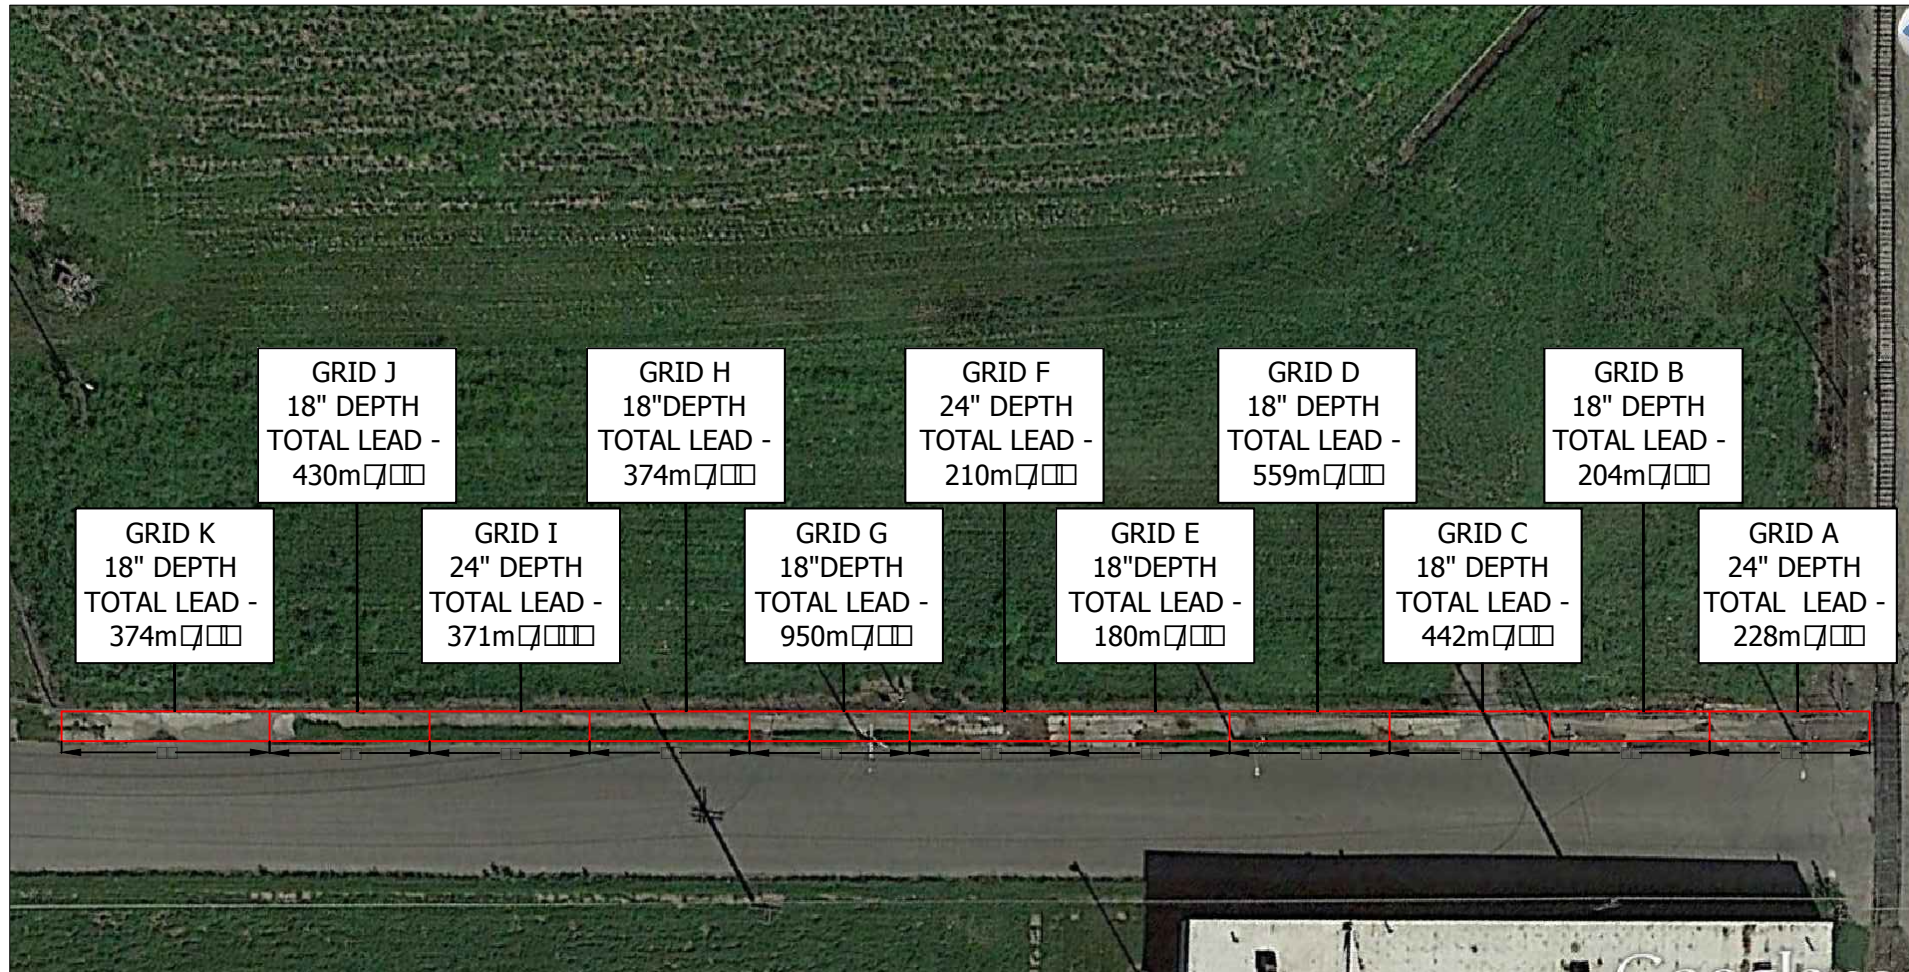 GRID J
18" DEPTH
TOTAL LEAD -
430m□/□□
GRID H
18"DEPTH
TOTAL LEAD -
374m□/□□
GRID F
24" DEPTH
TOTAL LEAD -
210m□/□□
GRID D
18" DEPTH
TOTAL LEAD -
559m□/□□
GRID B
18" DEPTH
TOTAL LEAD -
204m□/□□
GRID K
18" DEPTH
TOTAL LEAD -
374m□/□□
GRID I
24" DEPTH
TOTAL LEAD -
371m□/□□□
GRID G
18"DEPTH
TOTAL LEAD -
950m□/□□
GRID E
18"DEPTH
TOTAL LEAD -
180m□/□□
GRID C
18" DEPTH
TOTAL LEAD -
442m□/□□
GRID A
24" DEPTH
TOTAL LEAD -
228m□/□□